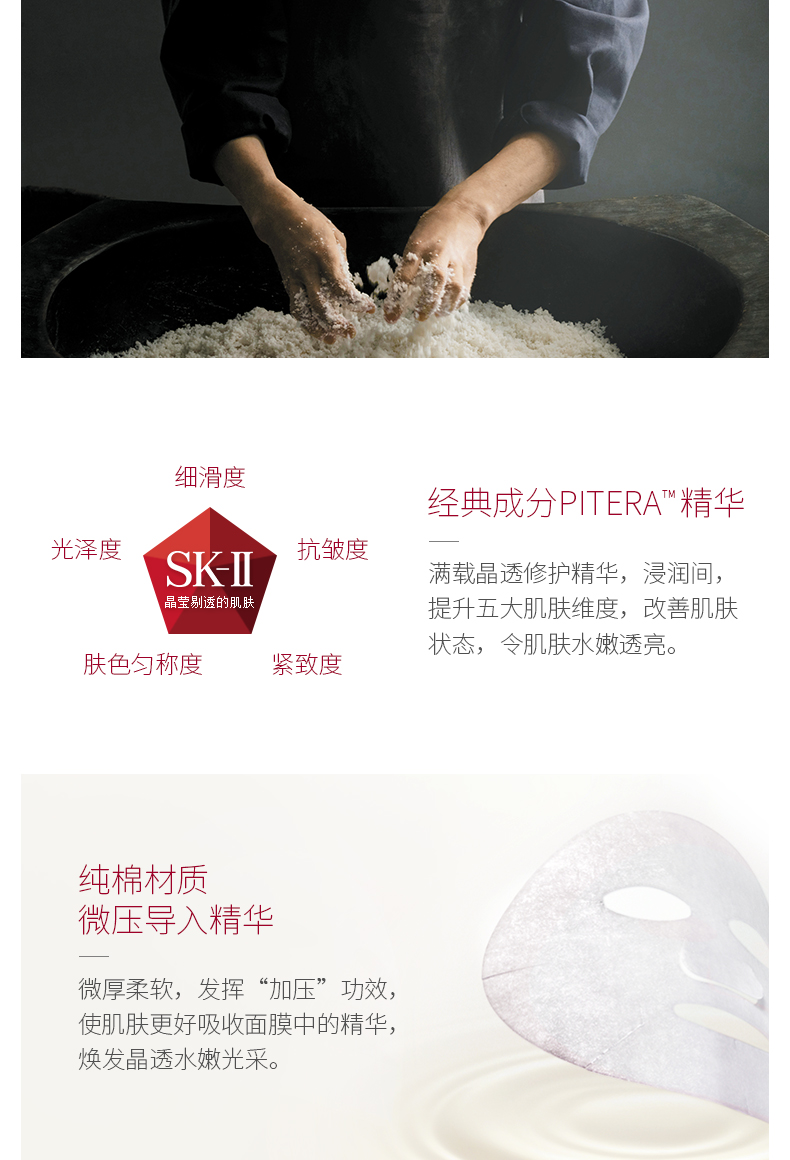 细滑度
光泽度
抗皱度
SK-II
晶莹剔透的肌肤
肤色匀称度
紧致度
经典成分PITERA™精华
满载晶透修护精华，浸润间，
提升五大肌肤维度，改善肌肤
状态，令肌肤水嫩透亮。
纯棉材质
微压导入精华
微厚柔软，发挥“加压”功效，
使肌肤更好吸收面膜中的精华，
焕发晶透水嫩光采。